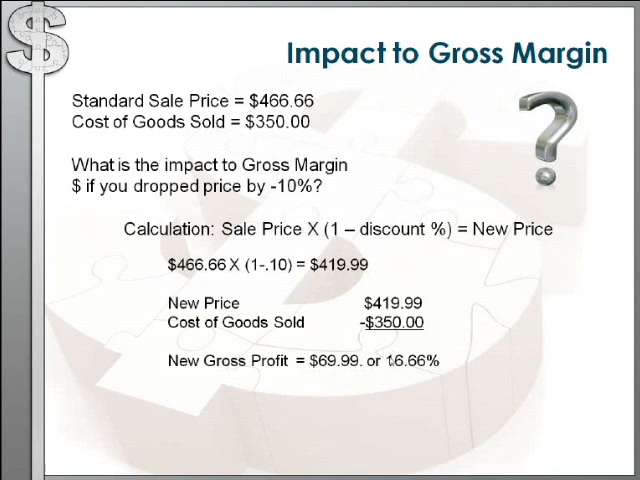 Impact to Gross Margin
Standard Sale Price = $466.66
Cost of Goods Sold = $350.00
What is the impact to Gross Margin
$ if you dropped price by -10%?
Calculation: Sale Price X (1 – discount %) = New Price
$466.66 X (1-.10) = $419.99
New Price $419.99
Cost of Goods Sold -$350.00
New Gross Profit = $69.99. or 16.66%